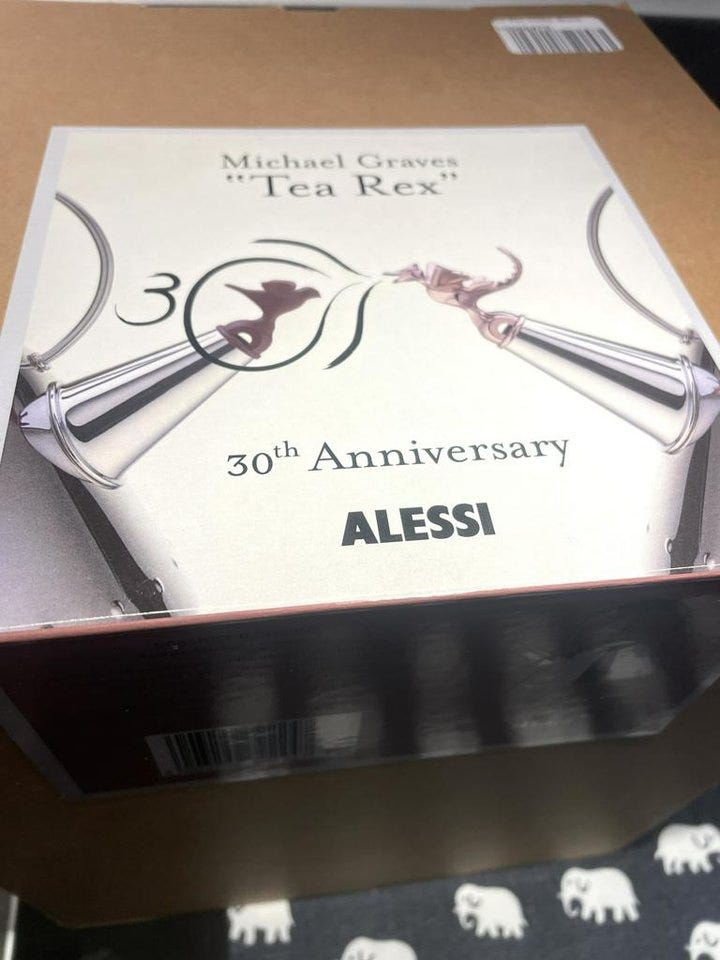 Michael Graves
"Tea Rex"
30
30th Anniversary
ALESSI